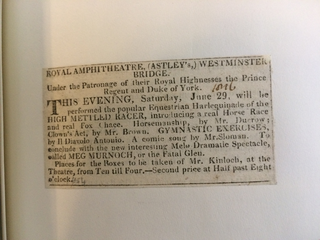 ROYAL AMPHITHEATRE, (ASTLEY's,) WESTMINSTER
BRIDGE.
Under the Patronage of their Royal Highnesses the Prince
Regent and Duke of York. 1816
THIS EVENING, Saturday, June 29, will be
performed the popular Equestrian Harlequinade of the
HIGH METTLED RACER, introducing a real Horse Race
and real Fox Chace. Horsemanship, by Mr. Ducrow;
Clown's Act, by Mr. Brown. GYMNASTIC EXERCISES,
by Il Diavolo Antonio. A comic song by Mr. Sloman. To
conclude with the new interesting Melo Dramatic Spectacle,
called MEG MURNOCH, or the Fatal Glen.
Places for the Boxes to be taken of Mr. Kinloch, at the
Theatre, from Ten till Four.—Second price at Half past Eight
o'clock.